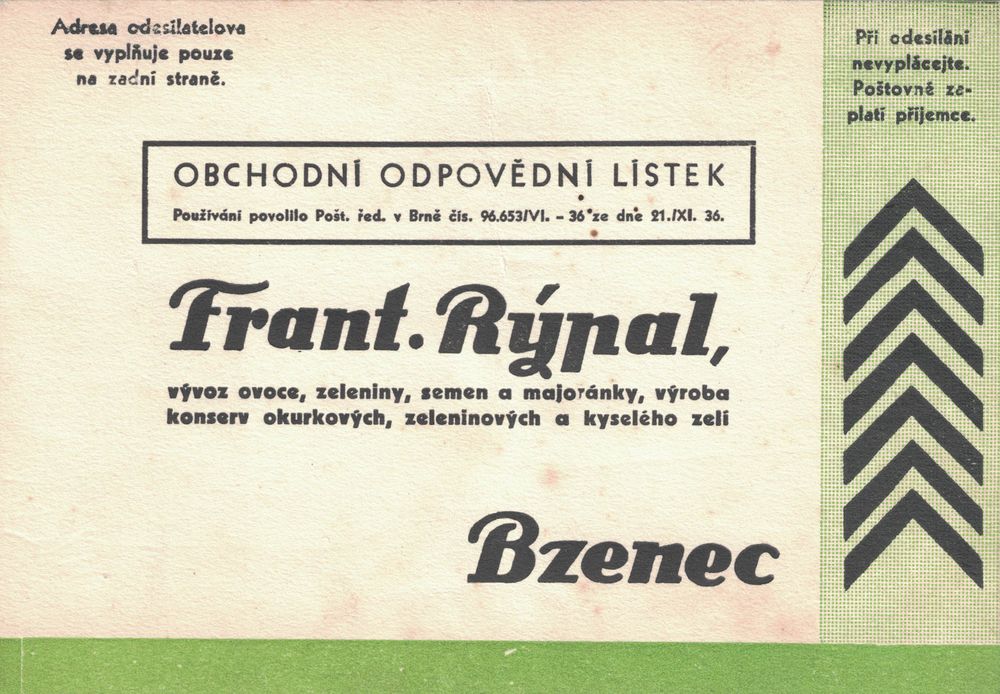 Adresa odesilatelova
se vyplňuje pouze
na zadní straně.
Při odesílání
nevyplácejte.
Poštovné za-
platí příjemce.
OBCHODNÍ ODPOVĚDNÍ LÍSTEK
Používání povolilo Pošt. řed. v Brně čís. 96.653/VI. - 36 ze dne 21./XI. 36.
Frant. Rýpal,
vývoz ovoce, zeleniny, semen a majoránky, výroba
konserv okurkových, zeleninových a kyselého zelí
Bzenec